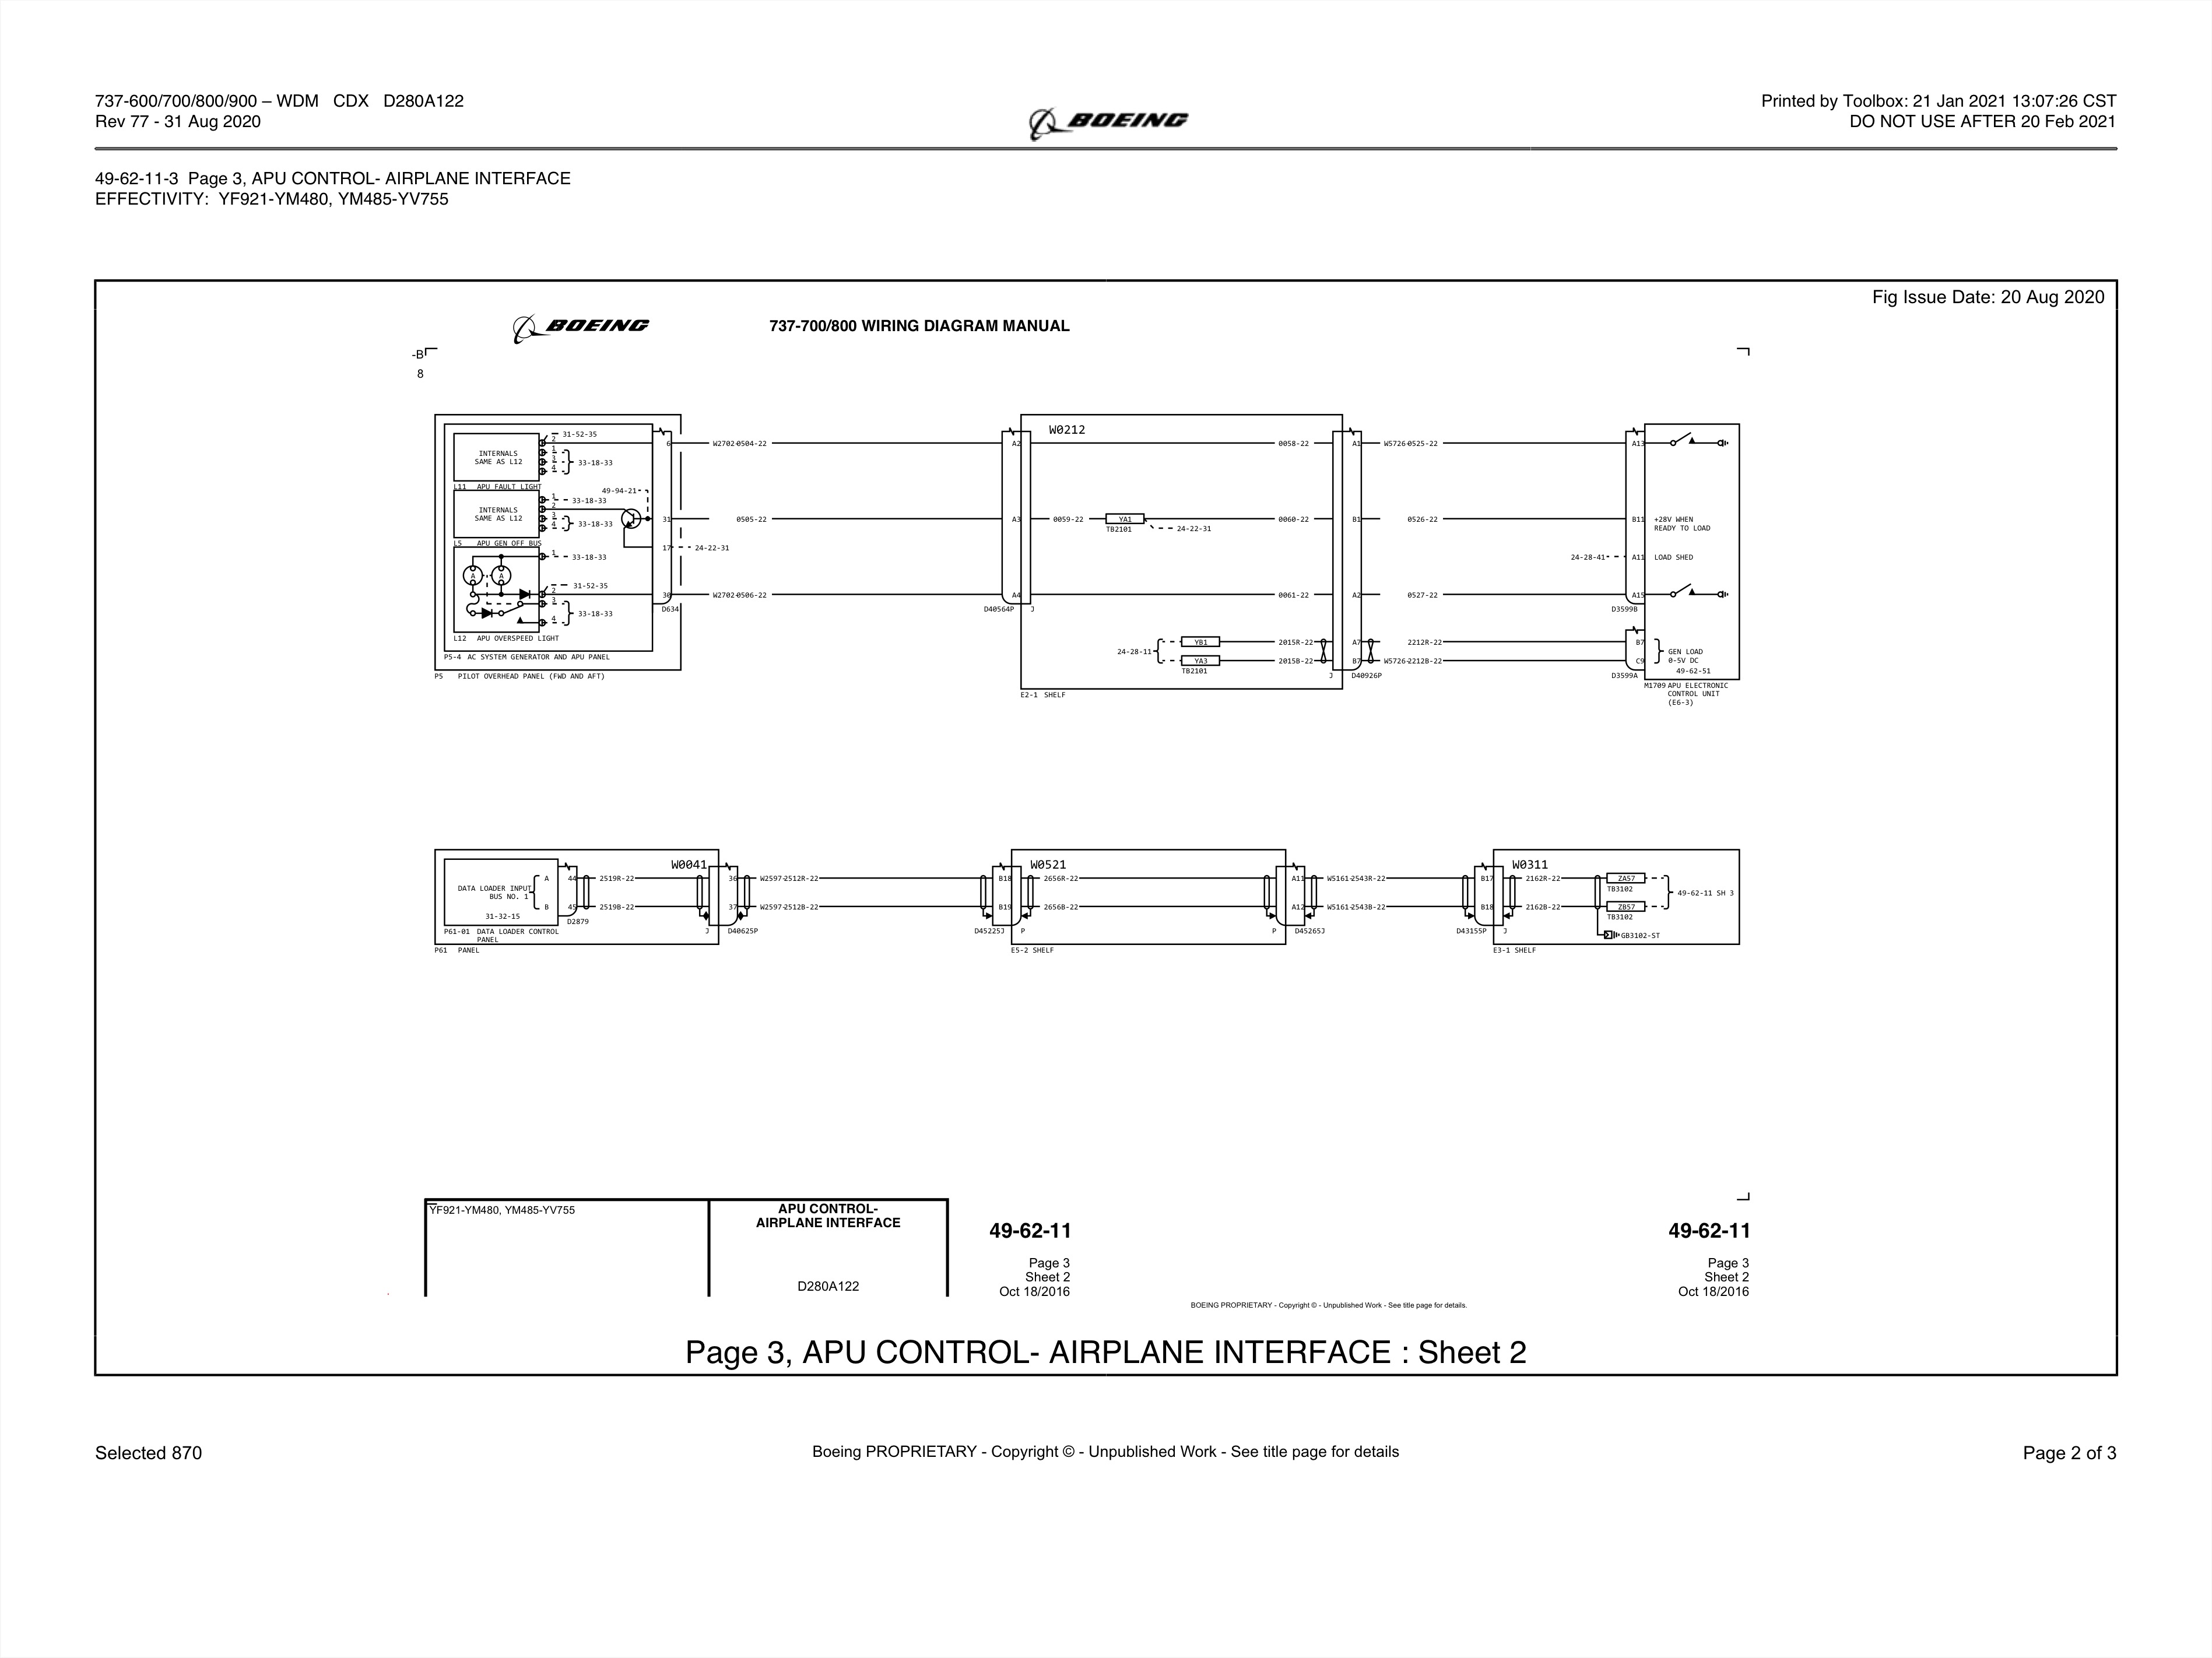 737-600/700/800/900 – WDM CDX D280A122
Rev 77 - 31 Aug 2020
BOEING
Printed by Toolbox: 21 Jan 2021 13:07:26 CST
DO NOT USE AFTER 20 Feb 2021
49-62-11-3 Page 3, APU CONTROL- AIRPLANE INTERFACE
EFFECTIVITY: YF921-YM480, YM485-YV755
Fig Issue Date: 20 Aug 2020
BOEING
737-700/800 WIRING DIAGRAM MANUAL
-B
8
INTERNALS
SAME AS L12
2
1
3
4
31-52-35
33-18-33
L11 APU FAULT LIGHT
INTERNALS
SAME AS L12
1
2
3
4
33-18-33
33-18-33
49-94-21
L5 APU GEN OFF BUS
A
A
1
33-18-33
31-52-35
2
3
4
33-18-33
L12 APU OVERSPEED LIGHT
P5-4 AC SYSTEM GENERATOR AND APU PANEL
P5 PILOT OVERHEAD PANEL (FWD AND AFT)
6
31
17
30
D634
W2702-0504-22
0505-22
24-22-31
W2702-0506-22
A2
A3
A4
D40564P J
W0212
0059-22
YA1
TB2101
24-22-31
0058-22
0060-22
0061-22
24-28-11
YB1
YA3
TB2101
2015R-22
2015B-22
E2-1 SHELF
A1
B1
A2
A7
B7
J D40926P
W5726-0525-22
0526-22
0527-22
2212R-22
W5726-2212B-22
24-28-41
A13
B11
A11
A15
D3599B
B7
C9
D3599A
+28V WHEN
READY TO LOAD
LOAD SHED
GEN LOAD
0-5V DC
49-62-51
M1709 APU ELECTRONIC
CONTROL UNIT
(E6-3)
DATA LOADER INPUT
BUS NO. 1
A
B
31-32-15
44
45
D2879
P61-01 DATA LOADER CONTROL
PANEL
P61 PANEL
W0041
2519R-22
2519B-22
36
37
J D40625P
W2597-2512R-22
W2597-2512B-22
B18
B19
D45225J P
W0521
2656R-22
2656B-22
E5-2 SHELF
A11
A12
P D45265J
W5161-2543R-22
W5161-2543B-22
B17
B18
D43155P J
W0311
2162R-22
2162B-22
ZA57
TB3102
ZB57
TB3102
49-62-11 SH 3
GB3102-ST
E3-1 SHELF
YF921-YM480, YM485-YV755
APU CONTROL-
AIRPLANE INTERFACE
D280A122
49-62-11
Page 3
Sheet 2
Oct 18/2016
49-62-11
Page 3
Sheet 2
Oct 18/2016
BOEING PROPRIETARY - Copyright © - Unpublished Work - See title page for details.
Page 3, APU CONTROL- AIRPLANE INTERFACE : Sheet 2
Selected 870
Boeing PROPRIETARY - Copyright © - Unpublished Work - See title page for details
Page 2 of 3